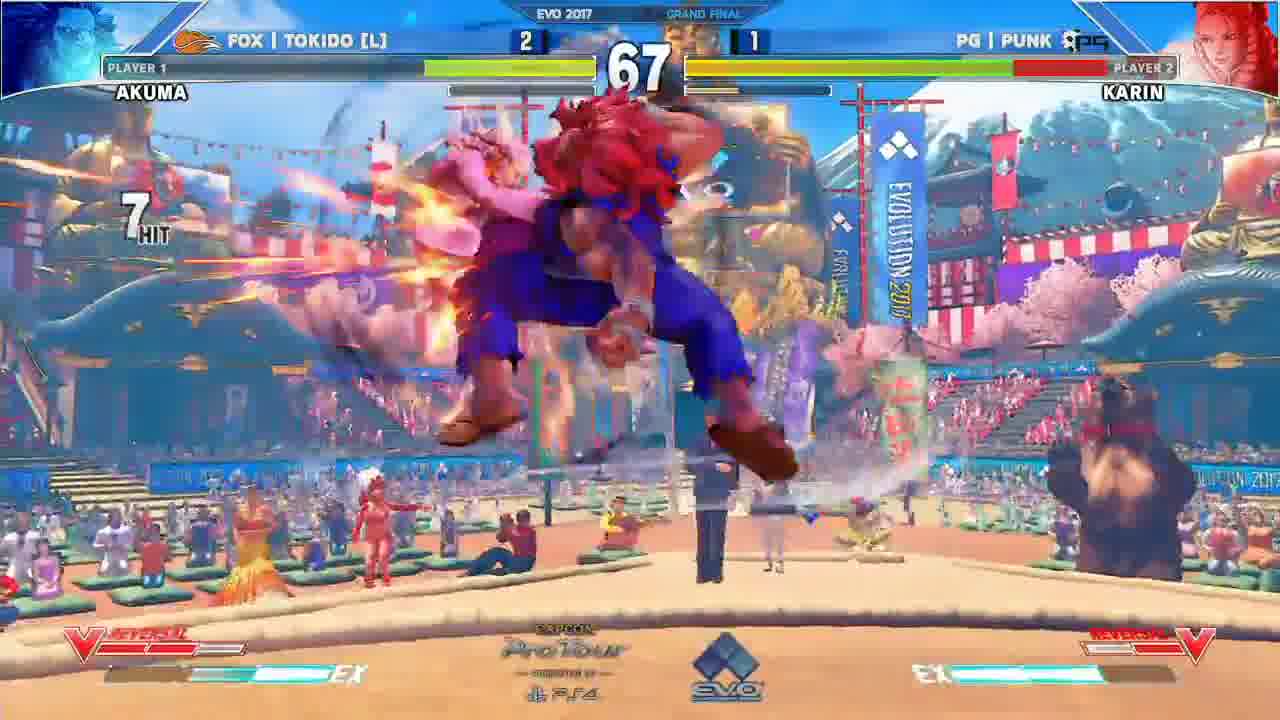 EVO 2017 GRAND FINAL
FOX | TOKIDO [L] 2 67 1 PG | PUNK
PLAYER 1 PLAYER 2
AKUMA KARIN
7 HIT
EVOLUTION 2017
REVERSAL REVERSAL
EX EX
CAPCOM
Pro Tour
PS4
EVO